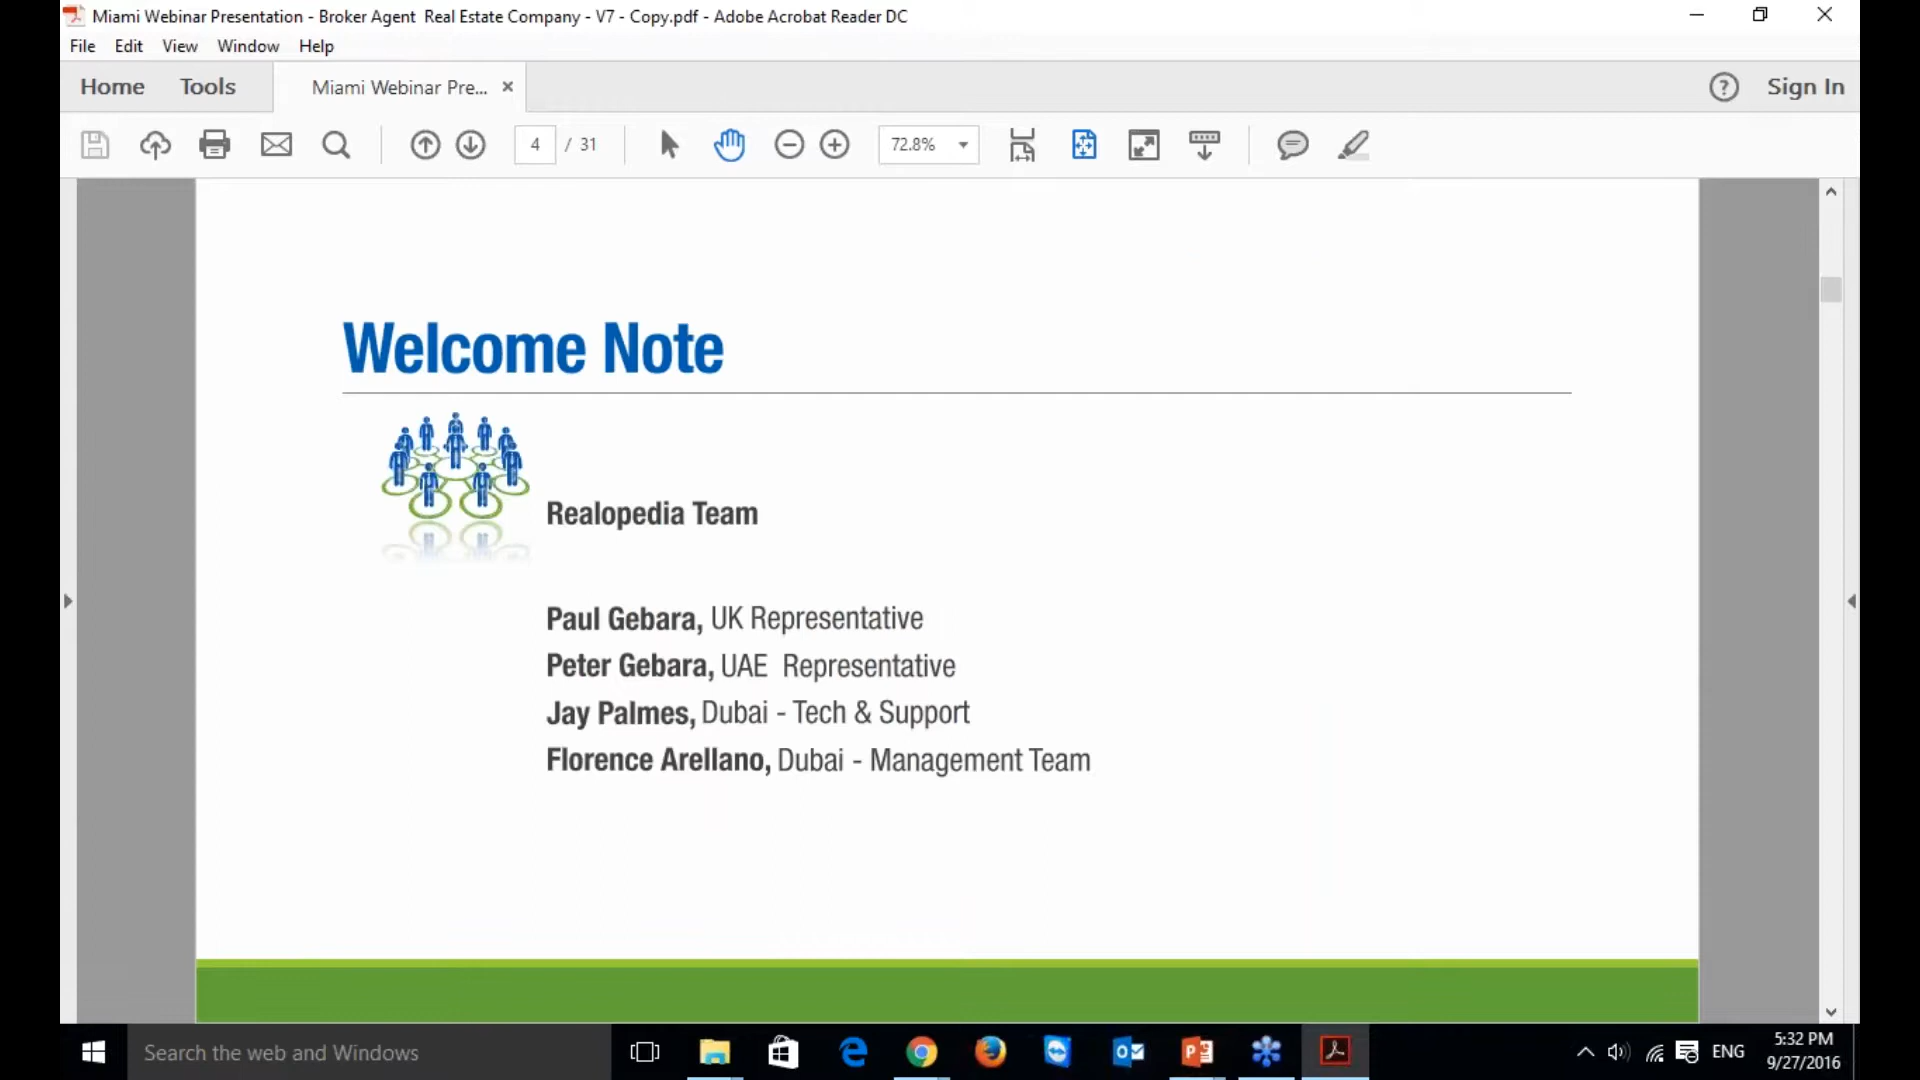 Miami Webinar Presentation - Broker Agent  Real Estate Company - V7 - Copy.pdf - Adobe Acrobat Reader DC
File Edit View Window Help
Home Tools Miami Webinar Pre... × ? Sign In
4 / 31 72.8%
Welcome Note
Realopedia Team
Paul Gebara, UK Representative
Peter Gebara, UAE  Representative
Jay Palmes, Dubai - Tech & Support
Florence Arellano, Dubai - Management Team
Search the web and Windows
ENG
5:32 PM
9/27/2016